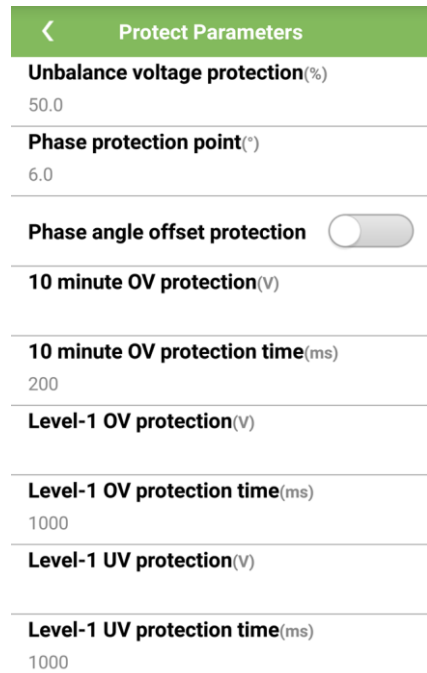 Protect Parameters
Unbalance voltage protection(%)
50.0
Phase protection point(°)
6.0
Phase angle offset protection
10 minute OV protection(V)
10 minute OV protection time(ms)
200
Level-1 OV protection(V)
Level-1 OV protection time(ms)
1000
Level-1 UV protection(V)
Level-1 UV protection time(ms)
1000